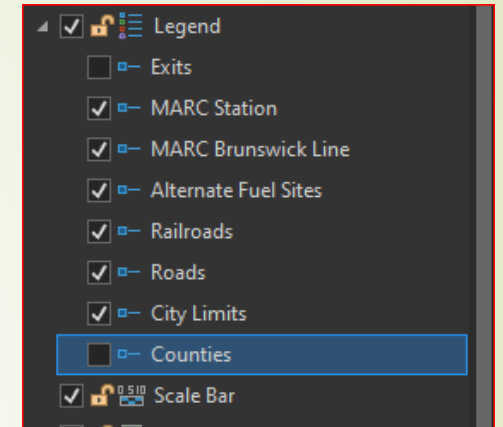 Legend
Exits
MARC Station
MARC Brunswick Line
Alternate Fuel Sites
Railroads
Roads
City Limits
Counties
Scale Bar